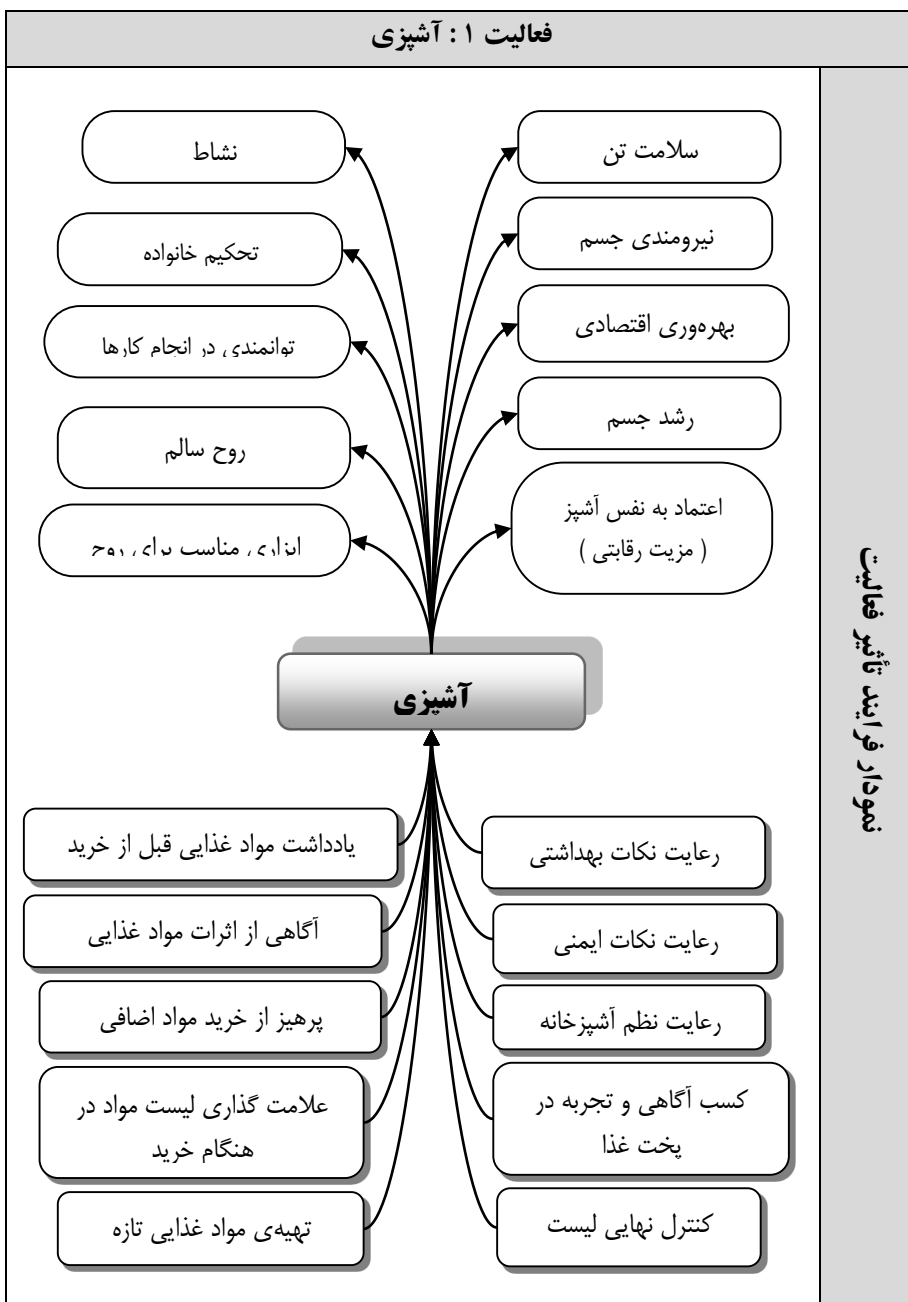 فعالیت ۱ : آشپزی
نمودار فرایند تأثیر فعالیت
سلامت تن
نشاط
نیرومندی جسم
تحکیم خانواده
بهره‌وری اقتصادی
توانمندی در انجام کارها
رشد جسم
روح سالم
اعتماد به نفس آشپز
( مزیت رقابتی )
ابزاری مناسب برای روح
آشپزی
رعایت نکات بهداشتی
یادداشت مواد غذایی قبل از خرید
رعایت نکات ایمنی
آگاهی از اثرات مواد غذایی
رعایت نظم آشپزخانه
پرهیز از خرید مواد اضافی
کسب آگاهی و تجربه در
پخت غذا
علامت گذاری لیست مواد در
هنگام خرید
کنترل نهایی لیست
تهیه‌ی مواد غذایی تازه